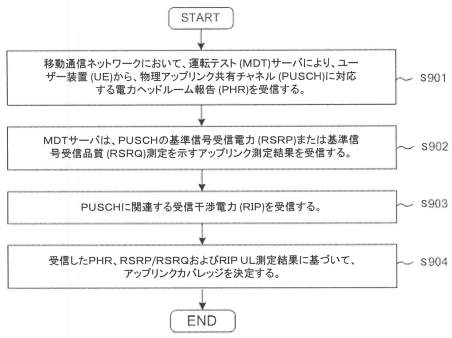 START
移動通信ネットワークにおいて、運転テスト(MDT)サーバにより、ユー
ザー装置(UE)から、物理アップリンク共有チャネル(PUSCH)に対応
する電力ヘッドルーム報告(PHR)を受信する。
S901
MDTサーバは、PUSCHの基準信号受信電力(RSRP)または基準信
号受信品質(RSRQ)測定を示すアップリンク測定結果を受信する。
S902
PUSCHに関連する受信干渉電力(RIP)を受信する。
S903
受信したPHR、RSRP/RSRQおよびRIP UL測定結果に基づいて、
アップリンクカバレッジを決定する。
S904
END